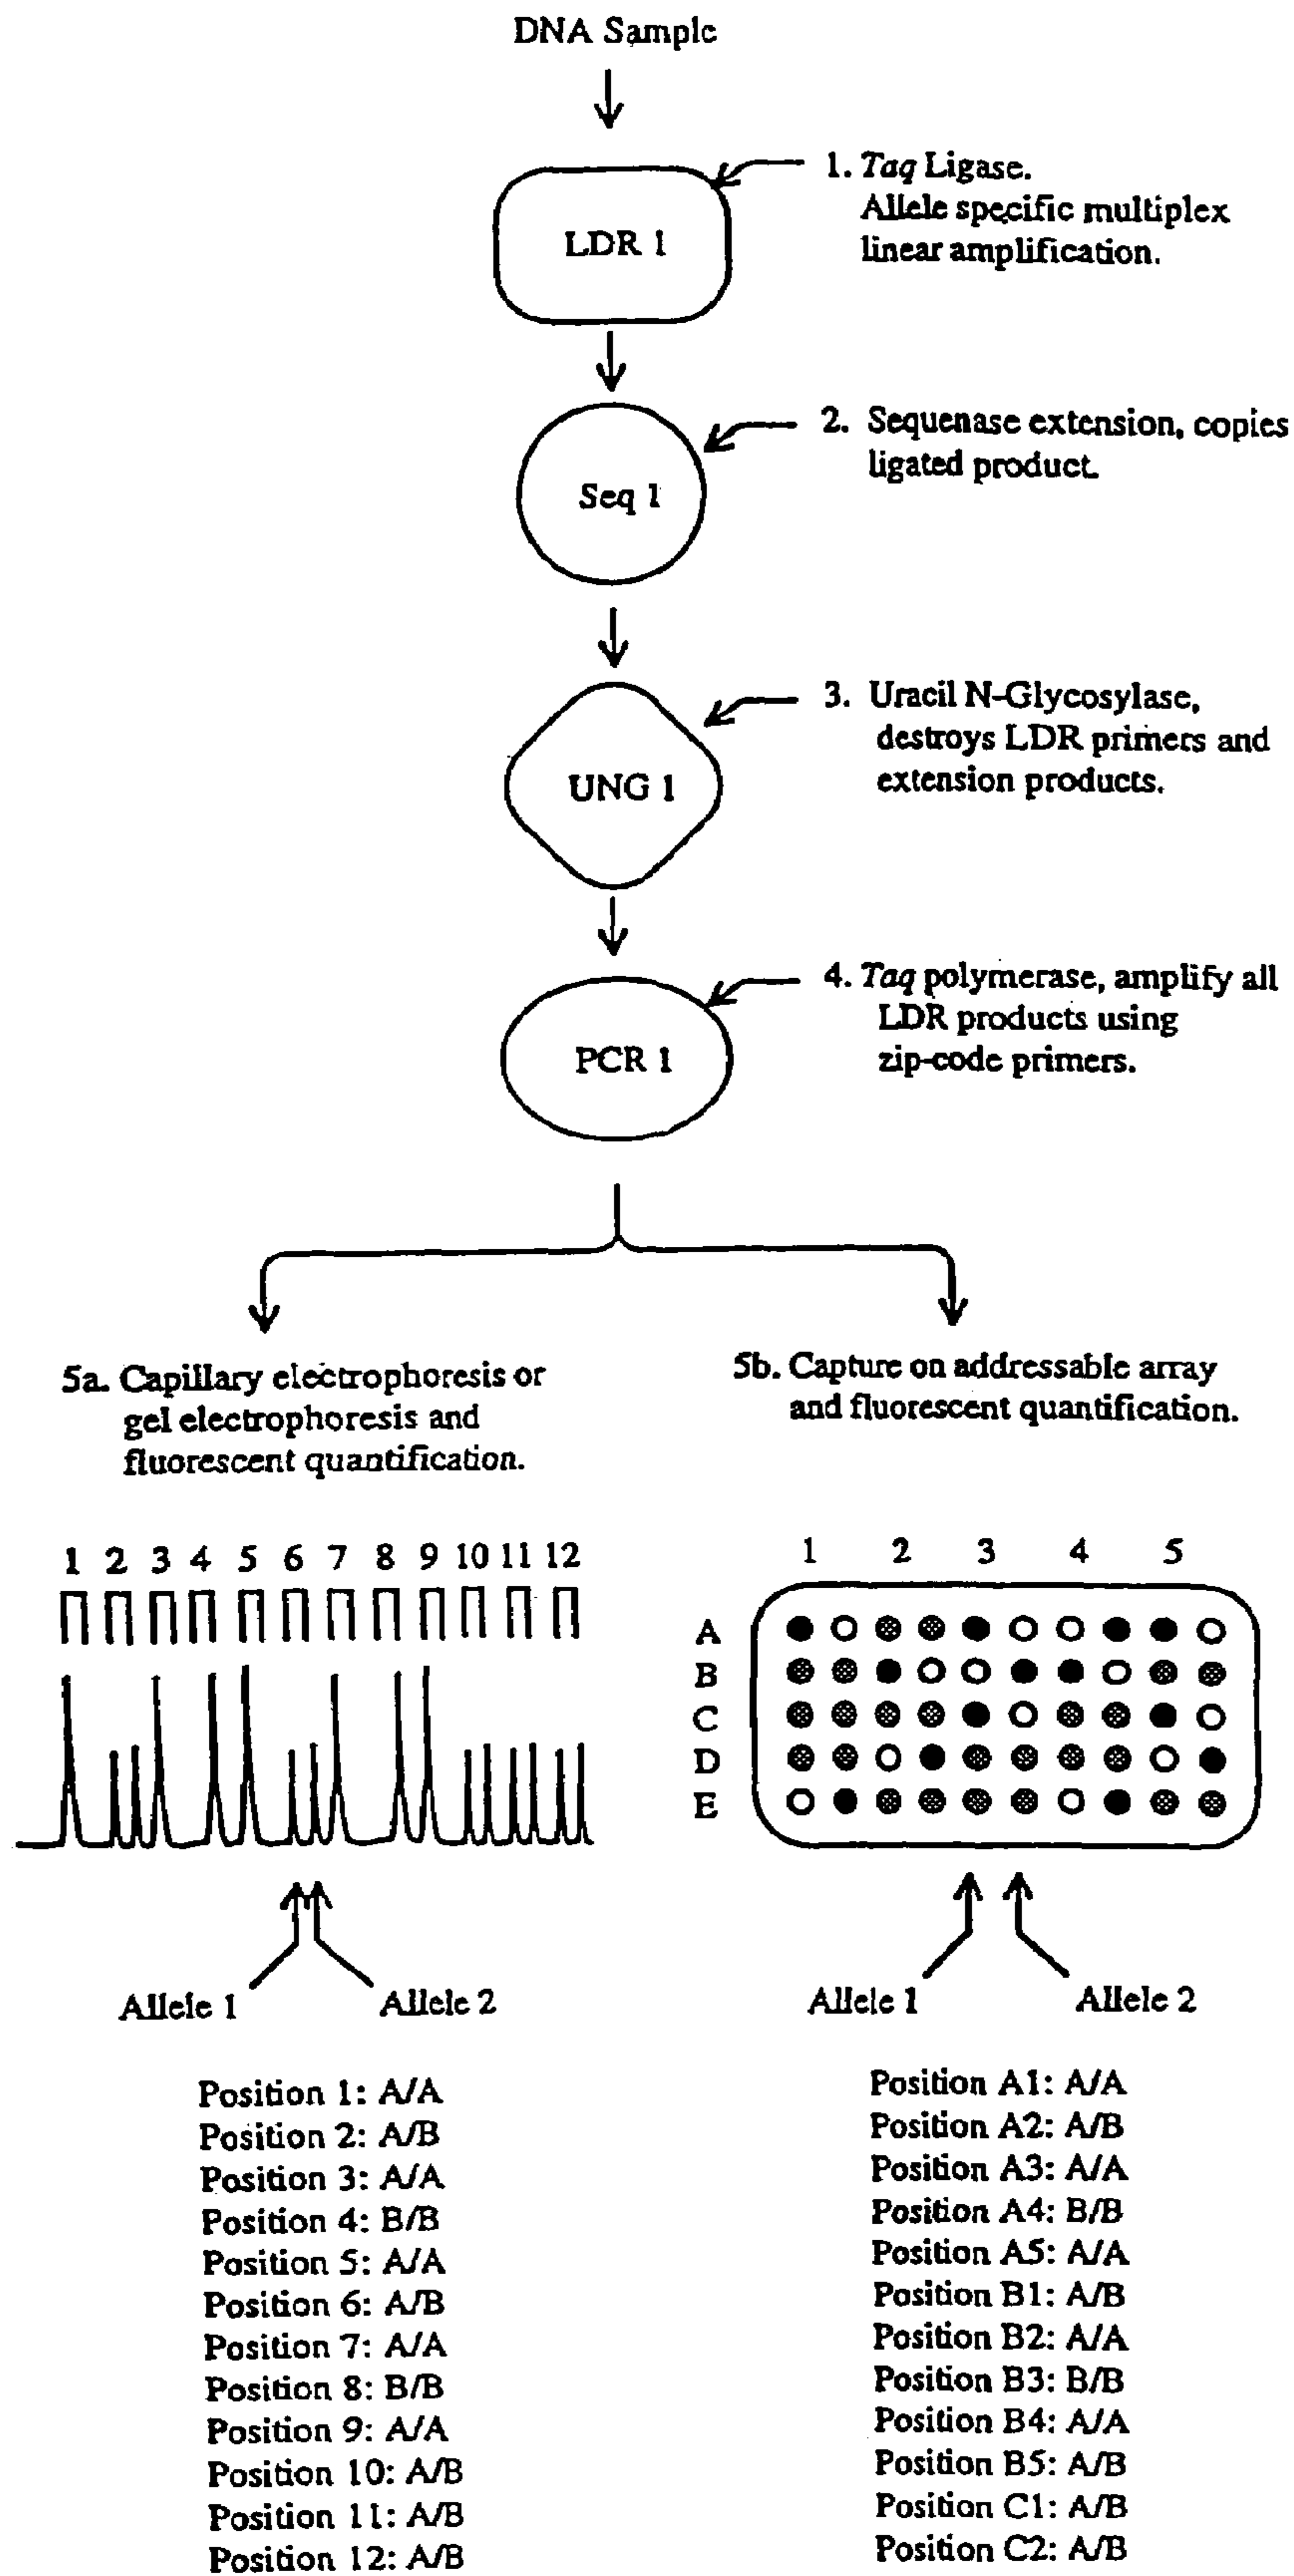 DNA Sample
LDR 1
1. Taq Ligase.
Allele specific multiplex
linear amplification.
Seq 1
2. Sequenase extension, copies
ligated product.
UNG 1
3. Uracil N-Glycosylase,
destroys LDR primers and
extension products.
PCR 1
4. Taq polymerase, amplify all
LDR products using
zip-code primers.
5a. Capillary electrophoresis or
gel electrophoresis and
fluorescent quantification.
1 2 3 4 5 6 7 8 9 10 11 12
Allele 1 Allele 2
Position 1: A/A
Position 2: A/B
Position 3: A/A
Position 4: B/B
Position 5: A/A
Position 6: A/B
Position 7: A/A
Position 8: B/B
Position 9: A/A
Position 10: A/B
Position 11: A/B
Position 12: A/B
5b. Capture on addressable array
and fluorescent quantification.
1 2 3 4 5
A
B
C
D
E
Allele 1 Allele 2
Position A1: A/A
Position A2: A/B
Position A3: A/A
Position A4: B/B
Position A5: A/A
Position B1: A/B
Position B2: A/A
Position B3: B/B
Position B4: A/A
Position B5: A/B
Position C1: A/B
Position C2: A/B